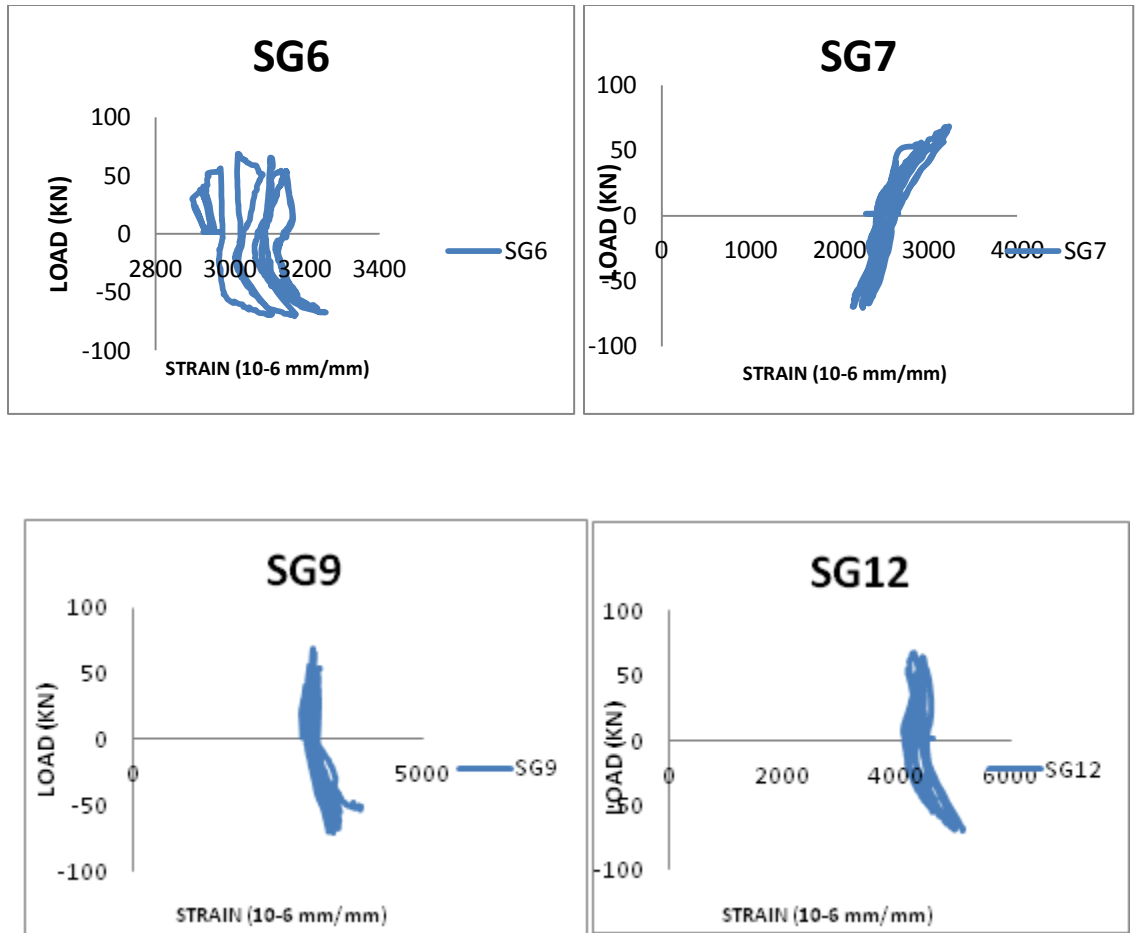 SG6
100
50
0
-50
-100
2800 3000 3200 3400
LOAD (KN)
STRAIN (10-6 mm/mm)
SG6
SG7
100
50
0
-50
-100
0 1000 2000 3000 4000
LOAD (KN)
STRAIN (10-6 mm/mm)
SG7
SG9
100
50
0
-50
-100
0 5000
LOAD (KN)
STRAIN (10-6 mm/mm)
SG9
SG12
100
50
0
-50
-100
0 2000 4000 6000
LOAD (KN)
STRAIN (10-6 mm/mm)
SG12